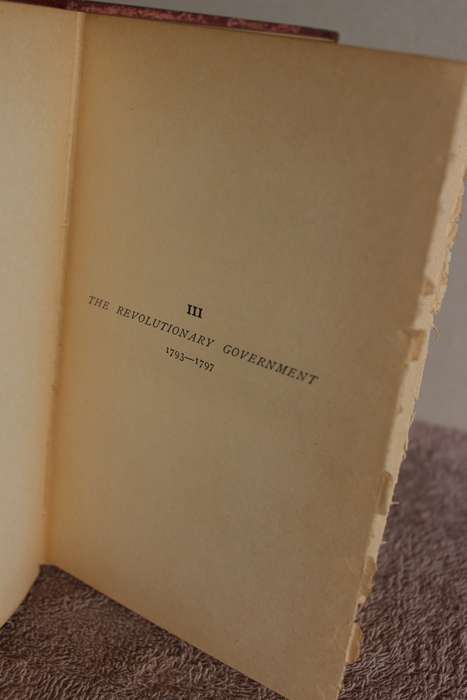 III
THE REVOLUTIONARY GOVERNMENT
1793—1797